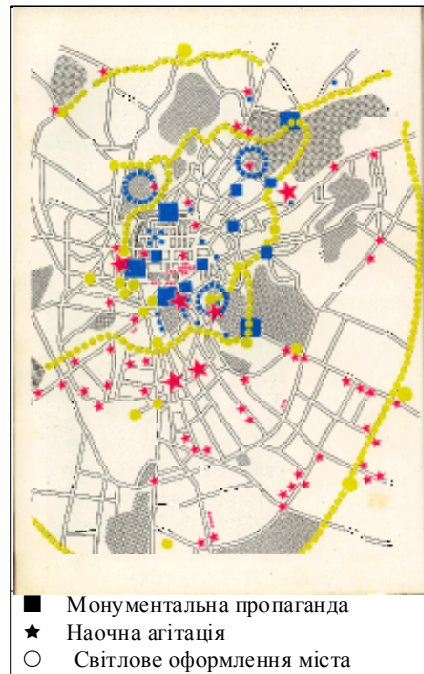 Монументальна пропаганда
Наочна агітація
Світлове оформлення міста